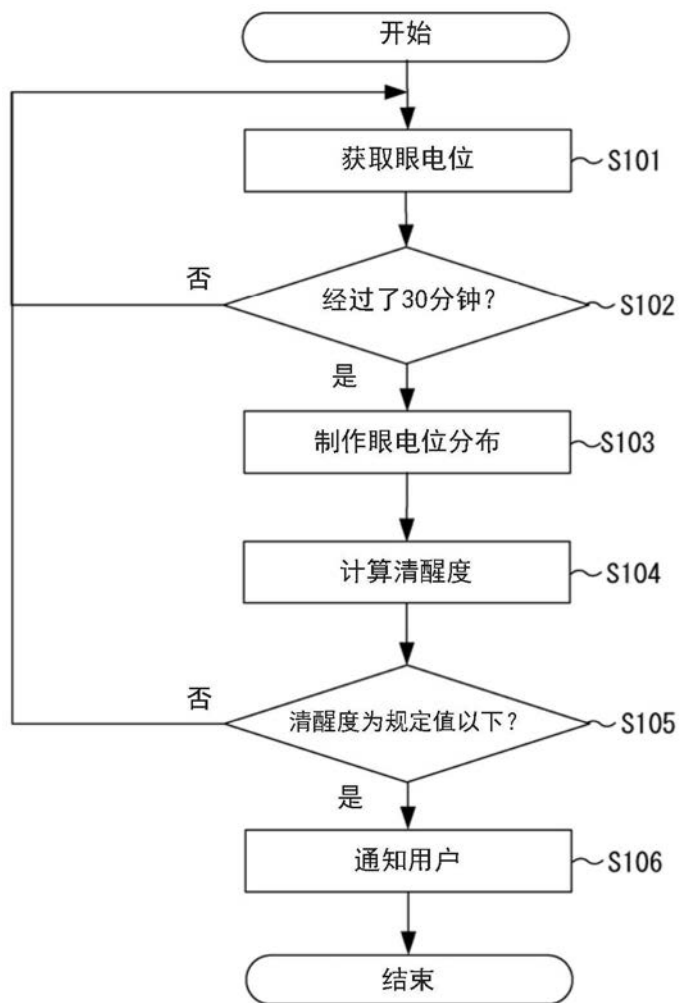 开始
获取眼电位
S101
否
经过了30分钟?
S102
是
制作眼电位分布
S103
计算清醒度
S104
否
清醒度为规定值以下?
S105
是
通知用户
S106
结束